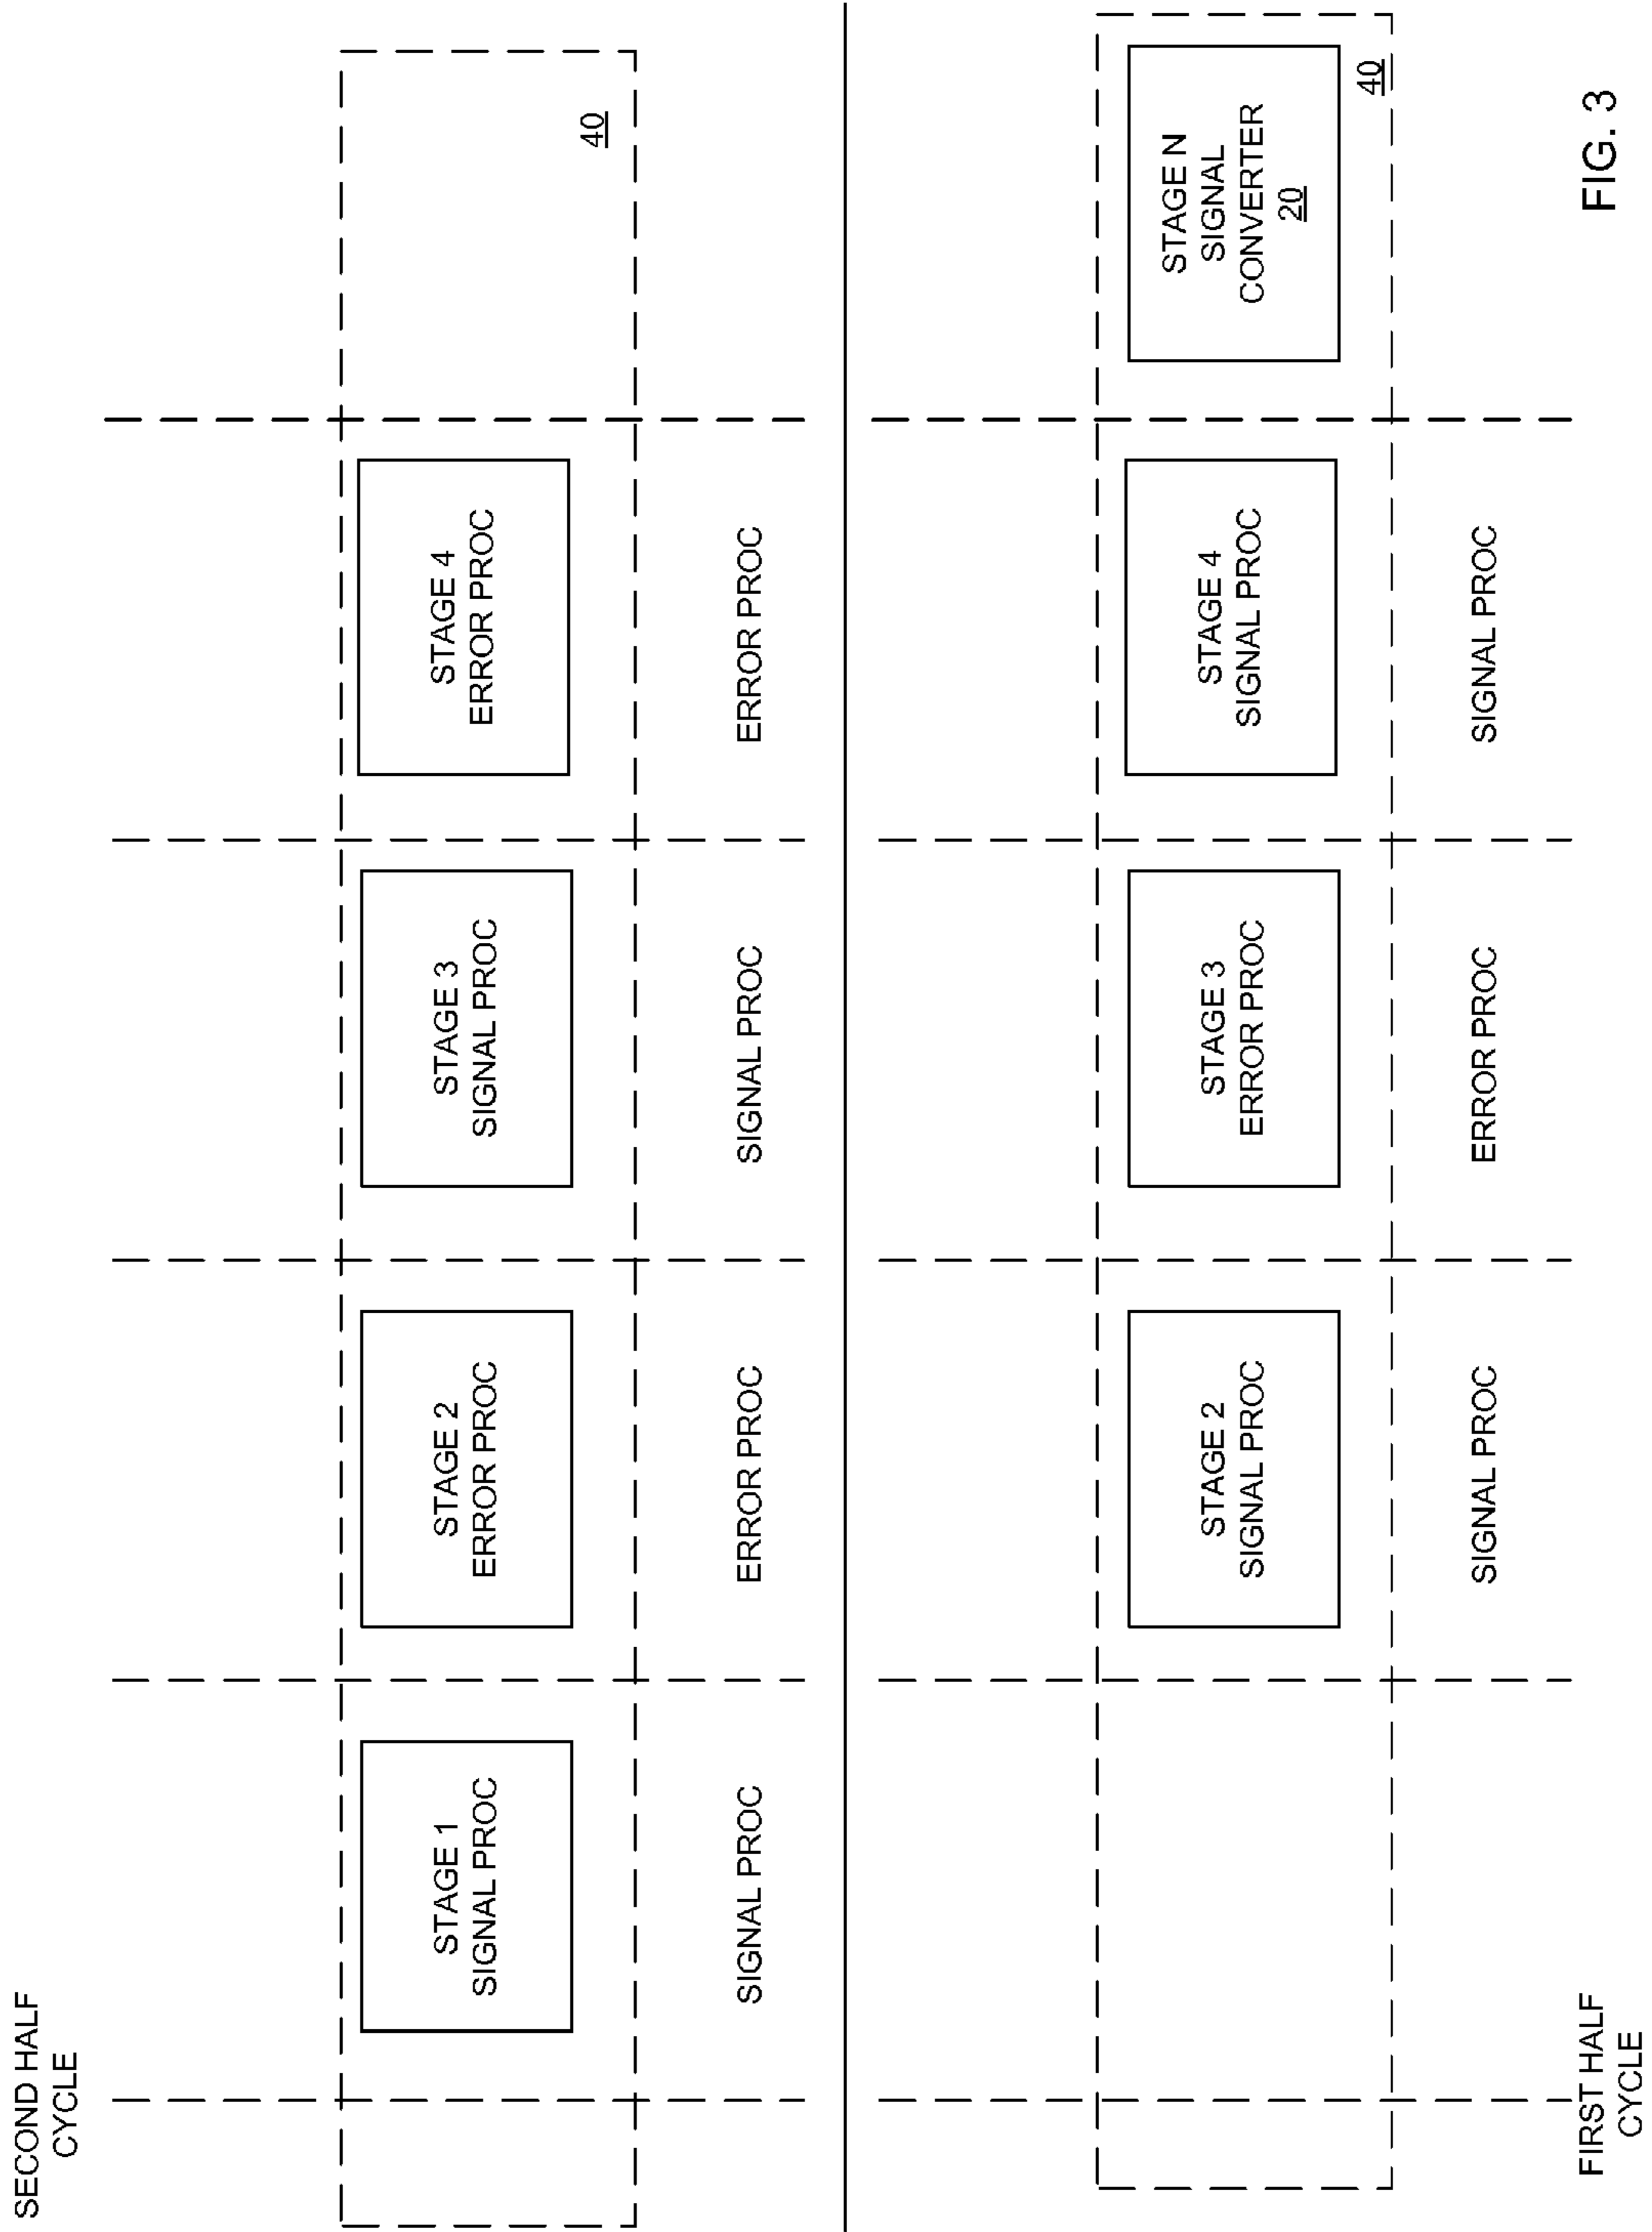 SECOND HALF
CYCLE
STAGE 1
SIGNAL PROC
STAGE 2
ERROR PROC
STAGE 3
SIGNAL PROC
STAGE 4
ERROR PROC
40
SIGNAL PROC
ERROR PROC
SIGNAL PROC
ERROR PROC
STAGE 2
SIGNAL PROC
STAGE 3
ERROR PROC
STAGE 4
SIGNAL PROC
STAGE N
SIGNAL
CONVERTER
20
40
SIGNAL PROC
ERROR PROC
SIGNAL PROC
FIRST HALF
CYCLE
FIG. 3